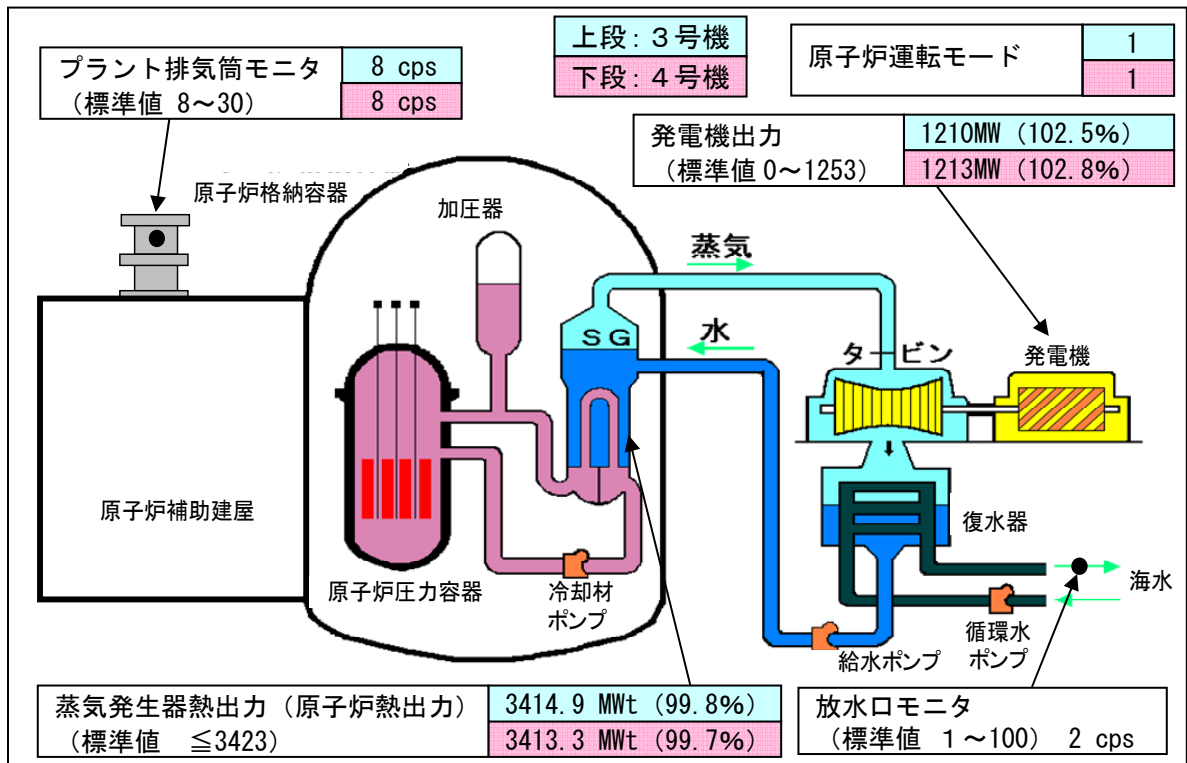 プラント排気筒モニタ
(標準値 8～30)
8 cps
8 cps
上段:3号機
下段:4号機
原子炉運転モード
1
1
発電機出力
(標準値0～1253)
1210MW (102.5%)
1213MW (102.8%)
原子炉格納容器
加圧器
蒸気
SG
水
タービン
発電機
原子炉補助建屋
復水器
原子炉圧力容器
冷却材
ポンプ
海水
循環水
ポンプ
給水ポンプ
蒸気発生器熱出力(原子炉熱出力)
(標準値 ≦3423)
3414.9 MWt (99.8%)
3413.3 MWt (99.7%)
放水口モニタ
(標準値 1～100) 2 cps